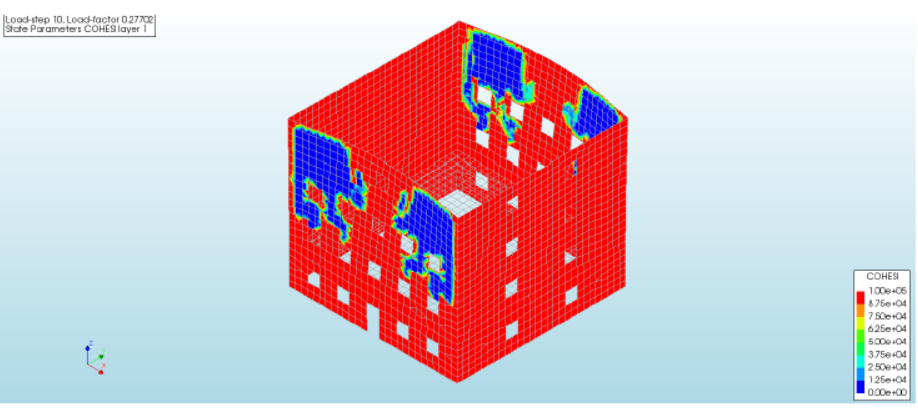 Load-step 10, Load-factor 0.27702
State Parameters COHESI layer 1
COHESI
1.00e+05
8.75e+04
7.50e+04
6.25e+04
5.00e+04
3.75e+04
2.50e+04
1.25e+04
0.00e+00
Z
X